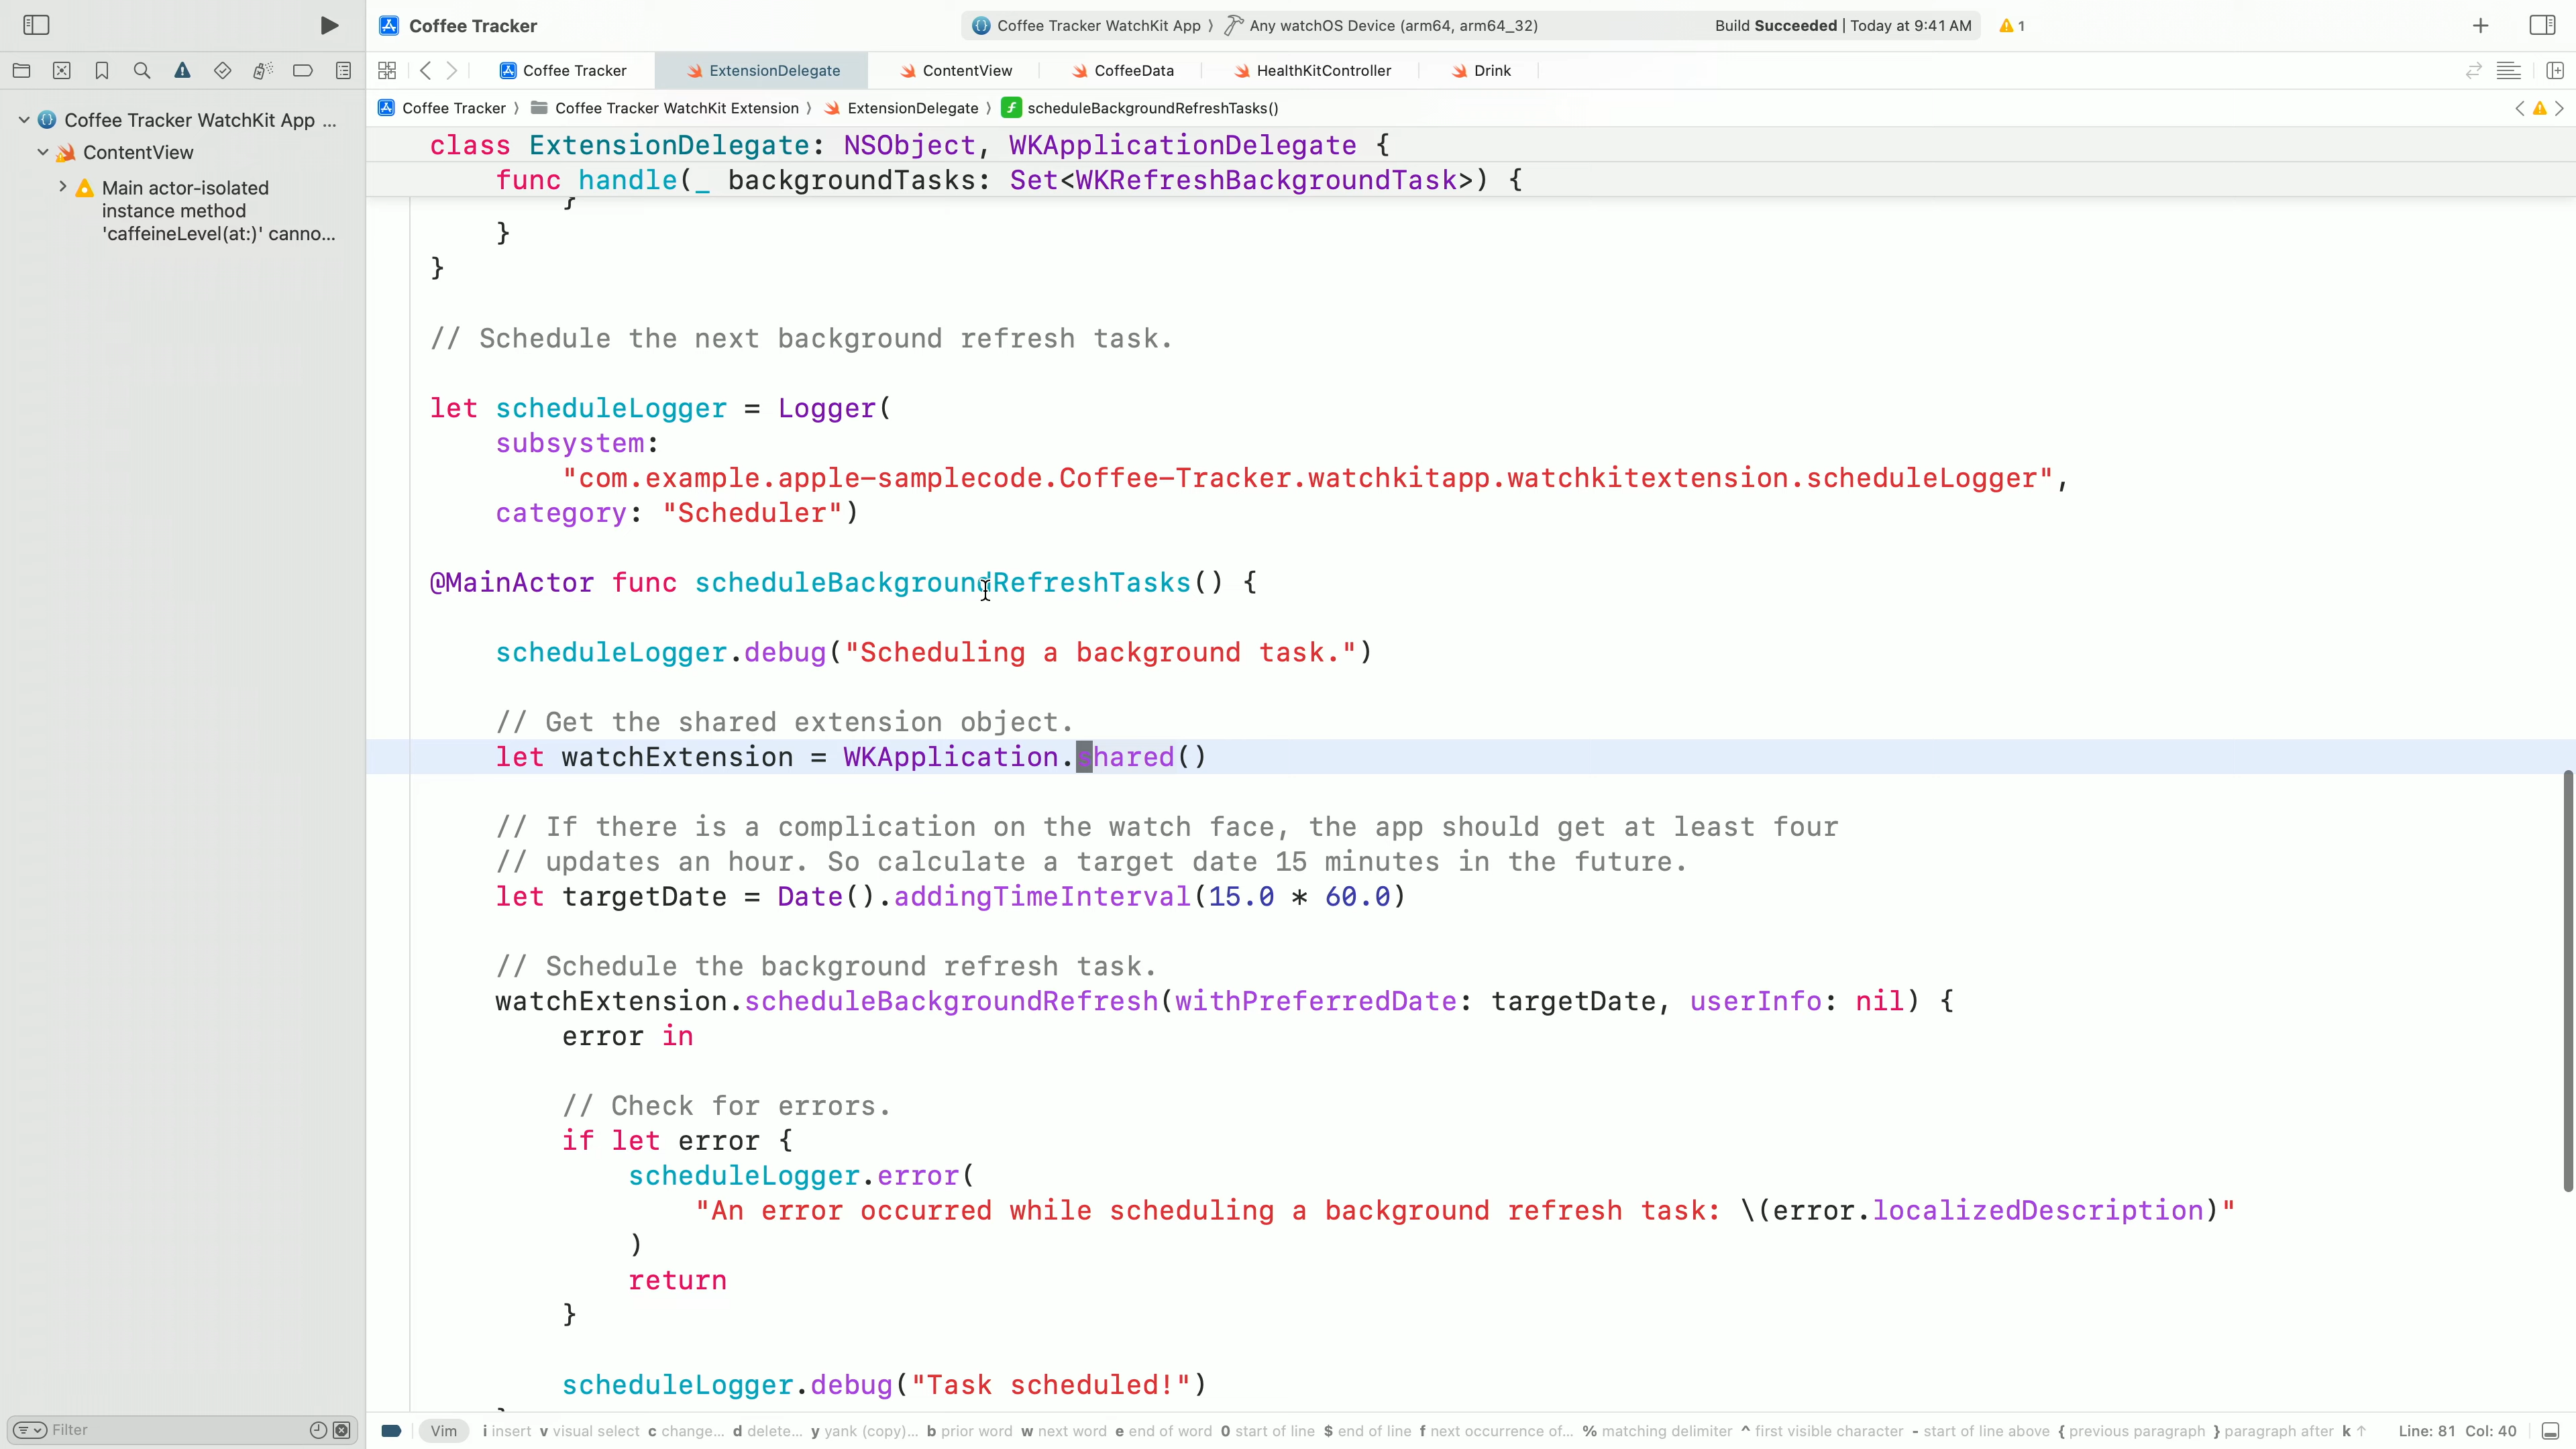 Coffee Tracker
Coffee Tracker WatchKit App 〉 Any watchOS Device (arm64, arm64_32)
Build Succeeded | Today at 9:41 AM
1
Coffee Tracker
ExtensionDelegate
ContentView
CoffeeData
HealthKitController
Drink
Coffee Tracker 〉 Coffee Tracker WatchKit Extension 〉 ExtensionDelegate 〉 scheduleBackgroundRefreshTasks()
Coffee Tracker WatchKit App ...
ContentView
Main actor-isolated
instance method
'caffeineLevel(at:)' canno...
class ExtensionDelegate: NSObject, WKApplicationDelegate {
func handle(_ backgroundTasks: Set<WKRefreshBackgroundTask>) {
}
}
}
// Schedule the next background refresh task.
let scheduleLogger = Logger(
subsystem:
"com.example.apple-samplecode.Coffee-Tracker.watchkitapp.watchkitextension.scheduleLogger",
category: "Scheduler")
@MainActor func scheduleBackgroundRefreshTasks() {
scheduleLogger.debug("Scheduling a background task.")
// Get the shared extension object.
let watchExtension = WKApplication.shared()
// If there is a complication on the watch face, the app should get at least four
// updates an hour. So calculate a target date 15 minutes in the future.
let targetDate = Date().addingTimeInterval(15.0 * 60.0)
// Schedule the background refresh task.
watchExtension.scheduleBackgroundRefresh(withPreferredDate: targetDate, userInfo: nil) {
error in
// Check for errors.
if let error {
scheduleLogger.error(
"An error occurred while scheduling a background refresh task: \(error.localizedDescription)"
)
return
}
scheduleLogger.debug("Task scheduled!")
Filter
Vim
i insert v visual select c change... d delete... y yank (copy)... b prior word w next word e end of word 0 start of line $ end of line f next occurrence of... % matching delimiter ^ first visible character - start of line above { previous paragraph } paragraph after k ↑
Line: 81 Col: 40